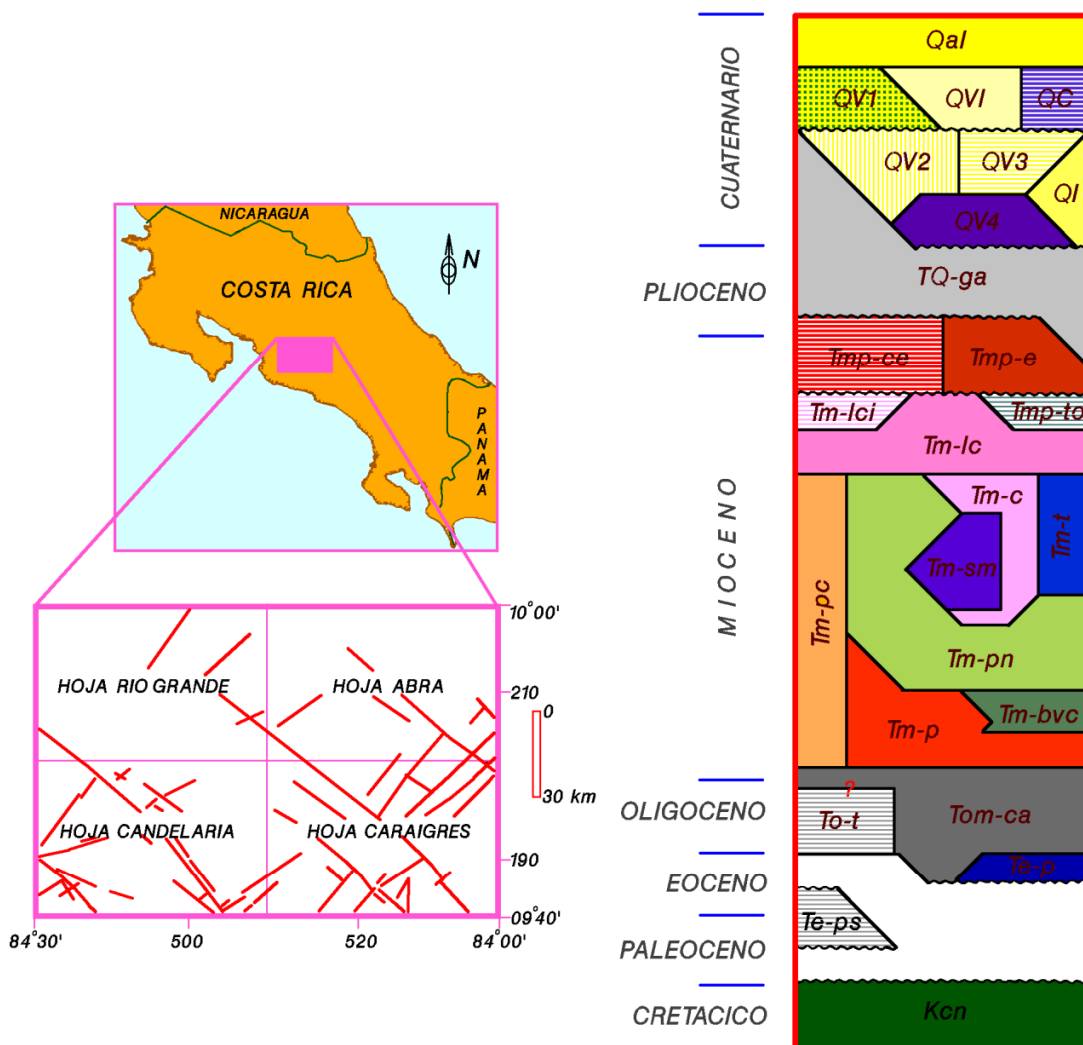 NICARAGUA
COSTA RICA
N
PANAMA
10°00'
HOJA RIO GRANDE
HOJA ABRA
210
0
30 km
HOJA CANDELARIA
HOJA CARAIGRES
190
09°40'
84°30'
500
520
84°00'
CUATERNARIO
PLIOCENO
MIOCENO
OLIGOCENO
EOCENO
PALEOCENO
CRETACICO
Qal
QV1
QVI
QC
QV2
QV3
QI
QV4
TQ-ga
Tmp-ce
Tmp-e
Tm-lci
Tmp-to
Tm-lc
Tm-c
Tm-t
Tm-sm
Tm-pc
Tm-pn
Tm-bvc
Tm-p
?
To-t
Tom-ca
Te-p
Te-ps
Kcn